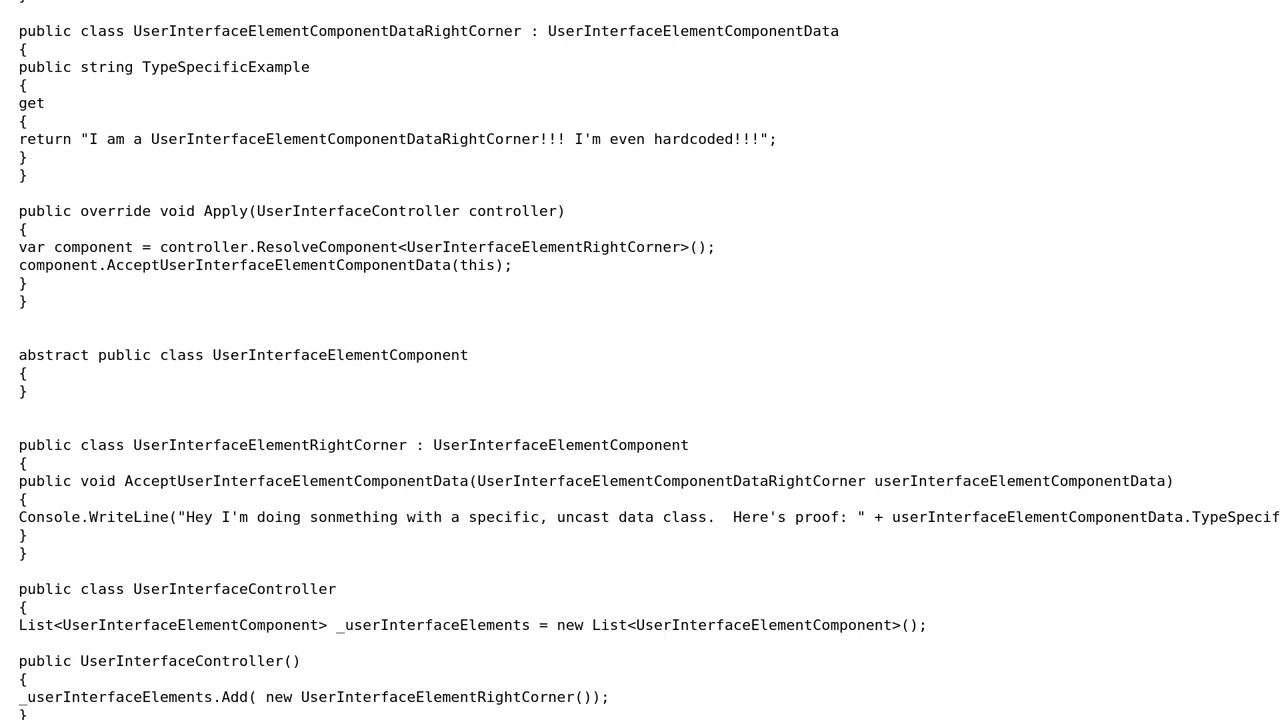 }
public class UserInterfaceElementComponentDataRightCorner : UserInterfaceElementComponentData
{
public string TypeSpecificExample
{
get
{
return "I am a UserInterfaceElementComponentDataRightCorner!!! I'm even hardcoded!!!";
}
}
public override void Apply(UserInterfaceController controller)
{
var component = controller.ResolveComponent<UserInterfaceElementRightCorner>();
component.AcceptUserInterfaceElementComponentData(this);
}
}
abstract public class UserInterfaceElementComponent
{
}
public class UserInterfaceElementRightCorner : UserInterfaceElementComponent
{
public void AcceptUserInterfaceElementComponentData(UserInterfaceElementComponentDataRightCorner userInterfaceElementComponentData)
{
Console.WriteLine("Hey I'm doing sonmething with a specific, uncast data class.  Here's proof: " + userInterfaceElementComponentData.TypeSpecif
}
}
public class UserInterfaceController
{
List<UserInterfaceElementComponent> _userInterfaceElements = new List<UserInterfaceElementComponent>();
public UserInterfaceController()
{
_userInterfaceElements.Add( new UserInterfaceElementRightCorner());
}